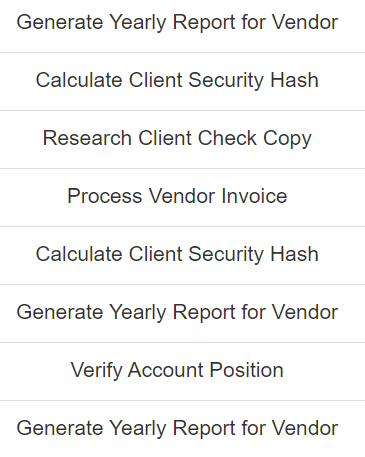 Generate Yearly Report for Vendor
Calculate Client Security Hash
Research Client Check Copy
Process Vendor Invoice
Calculate Client Security Hash
Generate Yearly Report for Vendor
Verify Account Position
Generate Yearly Report for Vendor